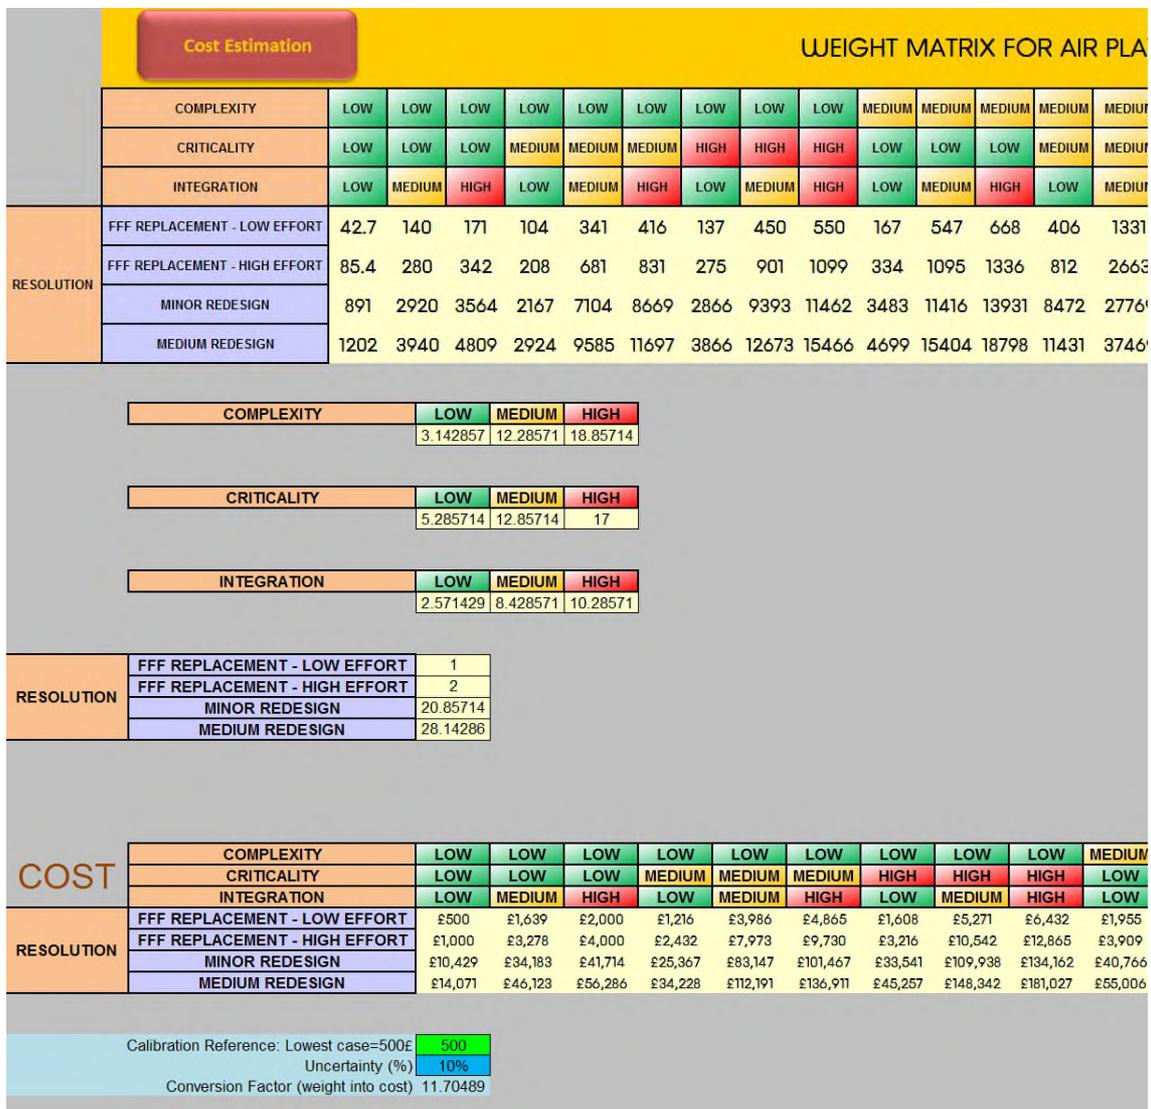 Cost Estimation WEIGHT MATRIX FOR AIR PLA
COMPLEXITY LOW LOW LOW LOW LOW LOW LOW LOW LOW MEDIUM MEDIUM MEDIUM MEDIUM MEDIUM
CRITICALITY LOW LOW LOW MEDIUM MEDIUM MEDIUM HIGH HIGH HIGH LOW LOW LOW MEDIUM MEDIUM
INTEGRATION LOW MEDIUM HIGH LOW MEDIUM HIGH LOW MEDIUM HIGH LOW MEDIUM HIGH LOW MEDIUM
RESOLUTION
FFF REPLACEMENT - LOW EFFORT 42.7 140 171 104 341 416 137 450 550 167 547 668 406 1331
FFF REPLACEMENT - HIGH EFFORT 85.4 280 342 208 681 831 275 901 1099 334 1095 1336 812 2663
MINOR REDESIGN 891 2920 3564 2167 7104 8669 2866 9393 11462 3483 11416 13931 8472 27769
MEDIUM REDESIGN 1202 3940 4809 2924 9585 11697 3866 12673 15466 4699 15404 18798 11431 37469
COMPLEXITY LOW MEDIUM HIGH
3.142857 12.28571 18.85714
CRITICALITY LOW MEDIUM HIGH
5.285714 12.85714 17
INTEGRATION LOW MEDIUM HIGH
2.571429 8.428571 10.28571
RESOLUTION
FFF REPLACEMENT - LOW EFFORT 1
FFF REPLACEMENT - HIGH EFFORT 2
MINOR REDESIGN 20.85714
MEDIUM REDESIGN 28.14286
COST
COMPLEXITY LOW LOW LOW LOW LOW LOW LOW LOW LOW MEDIUM
CRITICALITY LOW LOW LOW MEDIUM MEDIUM MEDIUM HIGH HIGH HIGH LOW
INTEGRATION LOW MEDIUM HIGH LOW MEDIUM HIGH LOW MEDIUM HIGH LOW
RESOLUTION
FFF REPLACEMENT - LOW EFFORT £500 £1,639 £2,000 £1,216 £3,986 £4,865 £1,608 £5,271 £6,432 £1,955
FFF REPLACEMENT - HIGH EFFORT £1,000 £3,278 £4,000 £2,432 £7,973 £9,730 £3,216 £10,542 £12,865 £3,909
MINOR REDESIGN £10,429 £34,183 £41,714 £25,367 £83,147 £101,467 £33,541 £109,938 £134,162 £40,766
MEDIUM REDESIGN £14,071 £46,123 £56,286 £34,228 £112,191 £136,911 £45,257 £148,342 £181,027 £55,006
Calibration Reference: Lowest case=500£ 500
Uncertainty (%) 10%
Conversion Factor (weight into cost) 11.70489